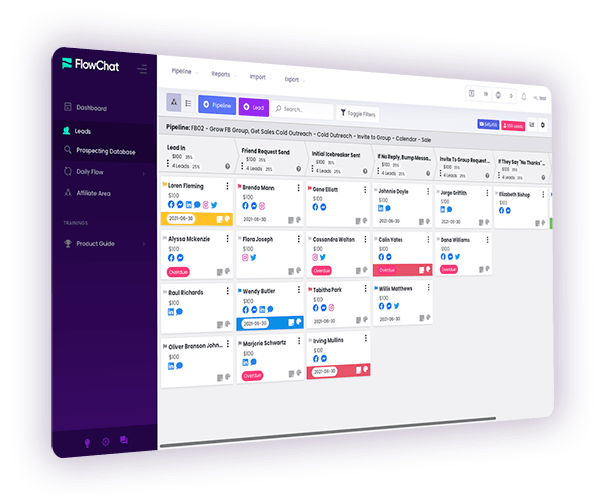 FlowChat
Dashboard
Leads
Prospecting Database
Daily Flow
Affiliate Area
TRAININGS
Product Guide
Pipeline
Reports
Import
Export
Pipeline
Lead
Search...
Toggle Filters
Pipeline: FB02 - Grow FB Group, Get Sales Cold Outreach - Cold Outreach - Invite to Group - Calendar - Sale
Lead In
$100 35%
4 Leads 25%
Friend Request Send
$100 35%
4 Leads 25%
Initial Icebreaker Sent
$100 35%
4 Leads 25%
If No Reply, Bump Messa...
$100 35%
4 Leads 25%
Invite To Group Request...
$100 35%
4 Leads 25%
If They Say "No Thanks"
$100 35%
4 Leads 25%
Loren Fleming
$100
2021-06-30
Alyssa Mckenzie
$100
Overdue
Raul Richards
$100
Oliver Branson John...
$100
Brenda Mann
$100
2021-06-30
Flora Joseph
$100
Wendy Butler
$100
2021-06-30
Marjorie Schwartz
$100
Overdue
Gene Elliott
$100
Cassandra Walton
$100
Overdue
Tabitha Park
$100
2021-06-30
Irving Mullins
$100
2021-06-30
Johnnie Doyle
$100
2021-06-30
Colin Yates
$100
Overdue
Willis Matthews
$100
2021-06-30
Jorge Griffith
$100
2021-06-30
Dana Williams
$100
Overdue
Elizabeth Bishop
$100